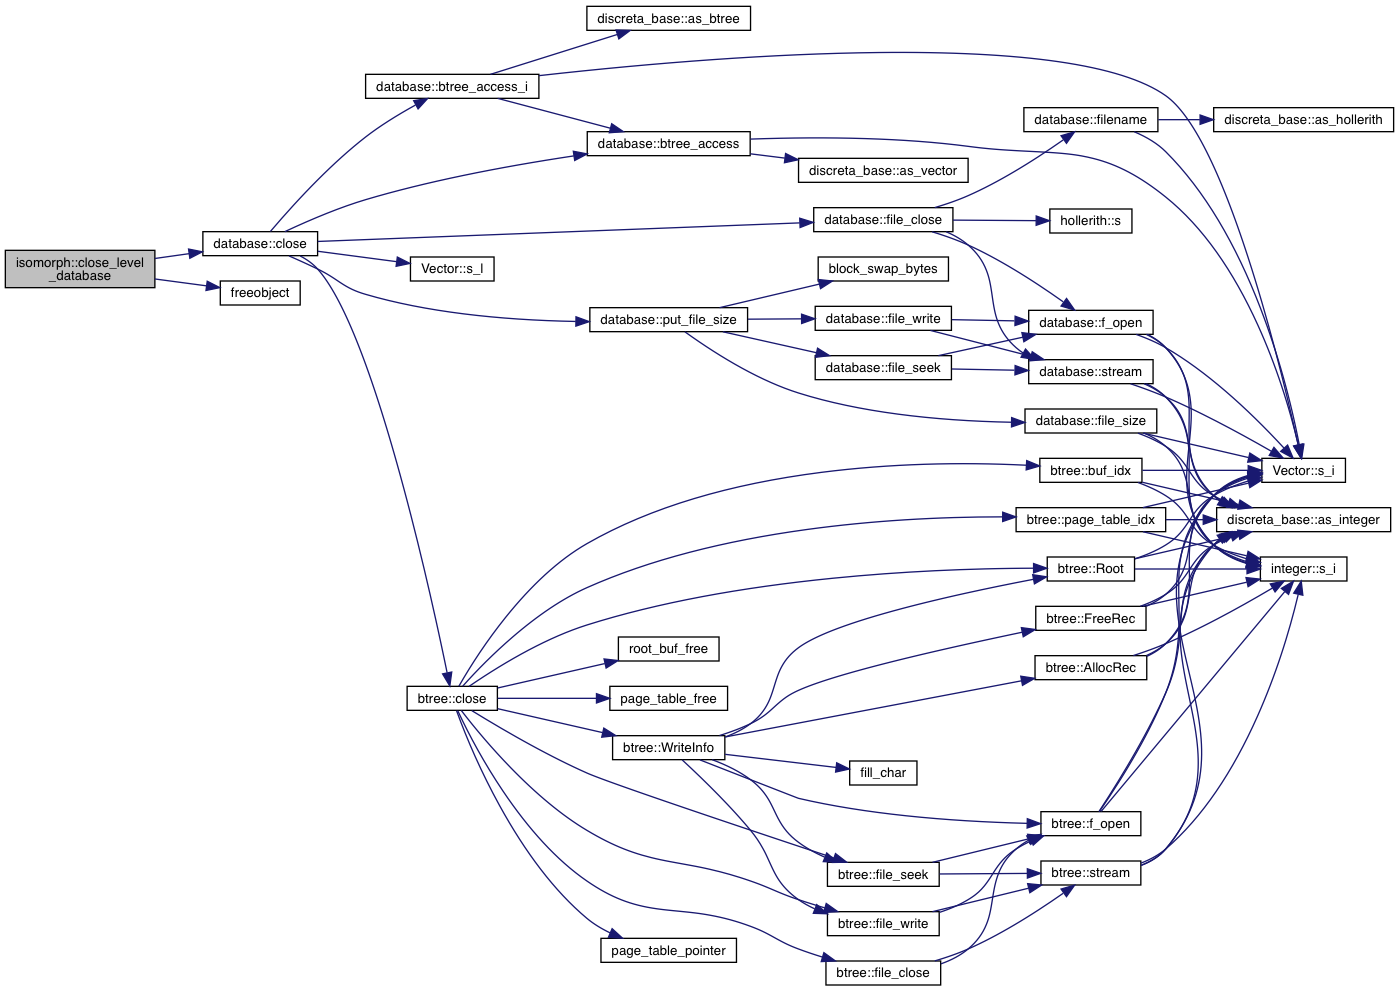 discreta_base::as_btree
database::btree_access_i
database::filename
discreta_base::as_hollerith
database::btree_access
discreta_base::as_vector
database::file_close
hollerith::s
database::close
isomorph::close_level
_database
Vector::s_l
block_swap_bytes
freeobject
database::put_file_size
database::file_write
database::f_open
database::file_seek
database::stream
database::file_size
btree::buf_idx
Vector::s_i
btree::page_table_idx
discreta_base::as_integer
btree::Root
integer::s_i
btree::FreeRec
root_buf_free
btree::AllocRec
btree::close
page_table_free
btree::WriteInfo
fill_char
btree::f_open
btree::file_seek
btree::stream
btree::file_write
page_table_pointer
btree::file_close